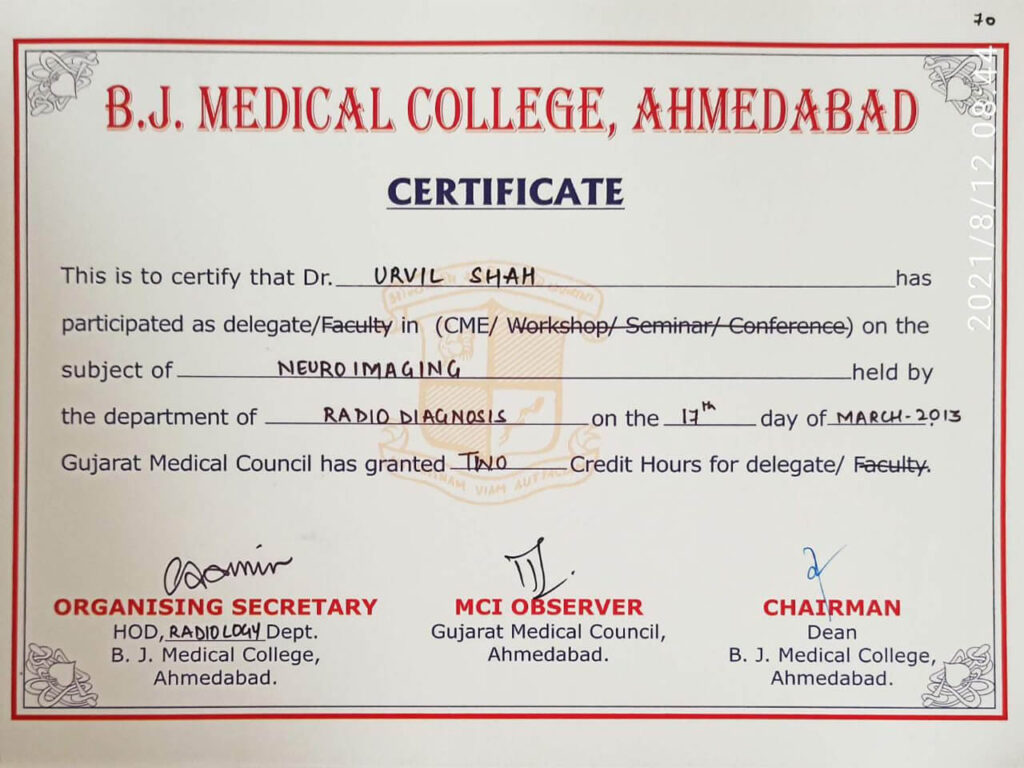 70
B.J. MEDICAL COLLEGE, AHMEDABAD
CERTIFICATE
This is to certify that Dr. URVIL SHAH has
participated as delegate/Faculty in (CME/ Workshop/ Seminar/ Conference) on the
subject of NEUROIMAGING held by
the department of RADIO DIAGNOSIS on the 17th day of MARCH-2013
Gujarat Medical Council has granted TWO Credit Hours for delegate/ Faculty.
ORGANISING SECRETARY
HOD, RADIOLOGY Dept.
B. J. Medical College,
Ahmedabad.
MCI OBSERVER
Gujarat Medical Council,
Ahmedabad.
CHAIRMAN
Dean
B. J. Medical College,
Ahmedabad.
2021/8/12 08:44